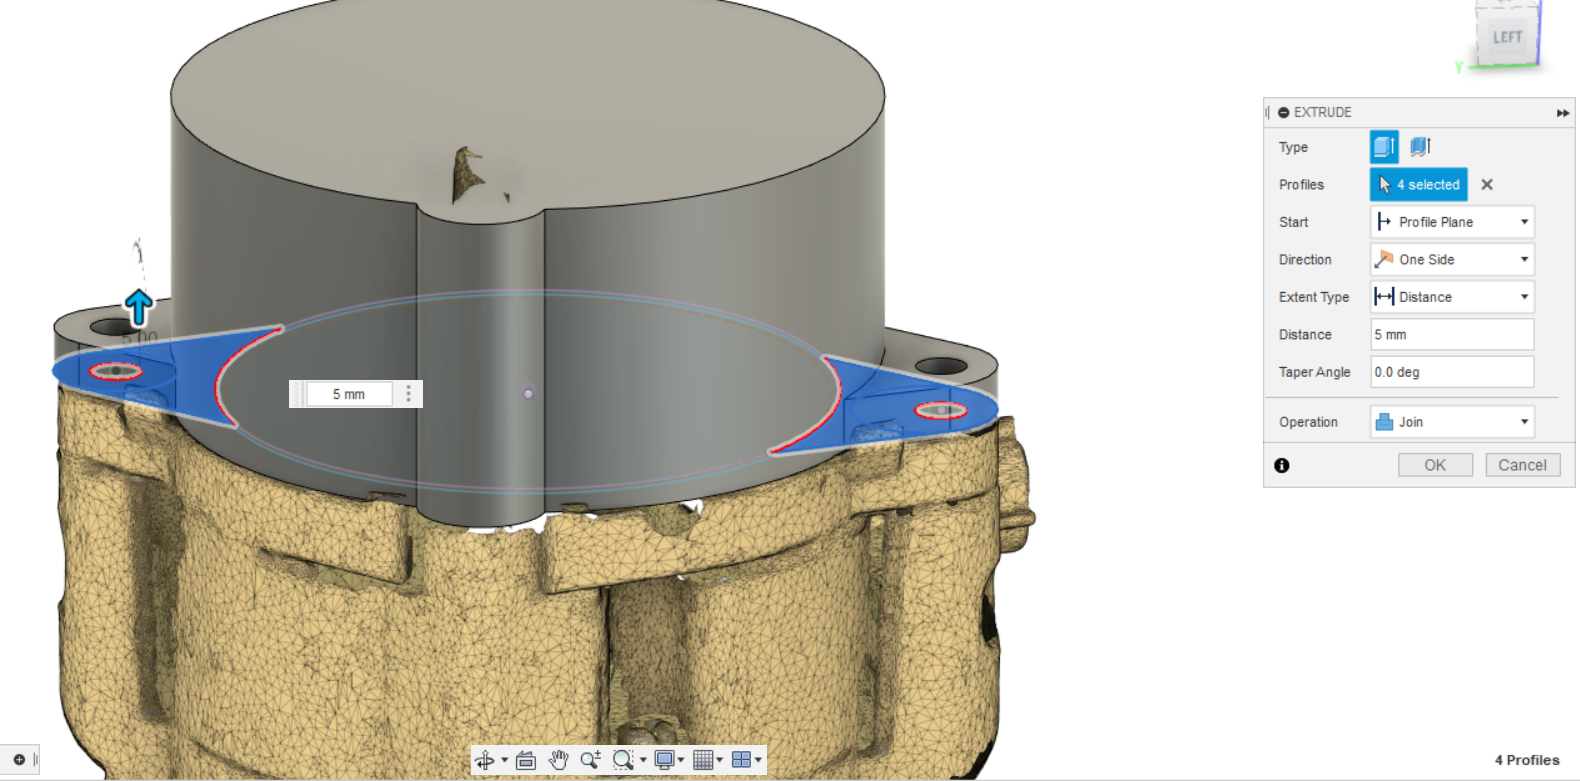 LEFT
Y
EXTRUDE
Type
Profiles 4 selected
Start Profile Plane
Direction One Side
Extent Type Distance
5.00
Distance 5 mm
Taper Angle 0.0 deg
5 mm
Operation Join
OK Cancel
4 Profiles